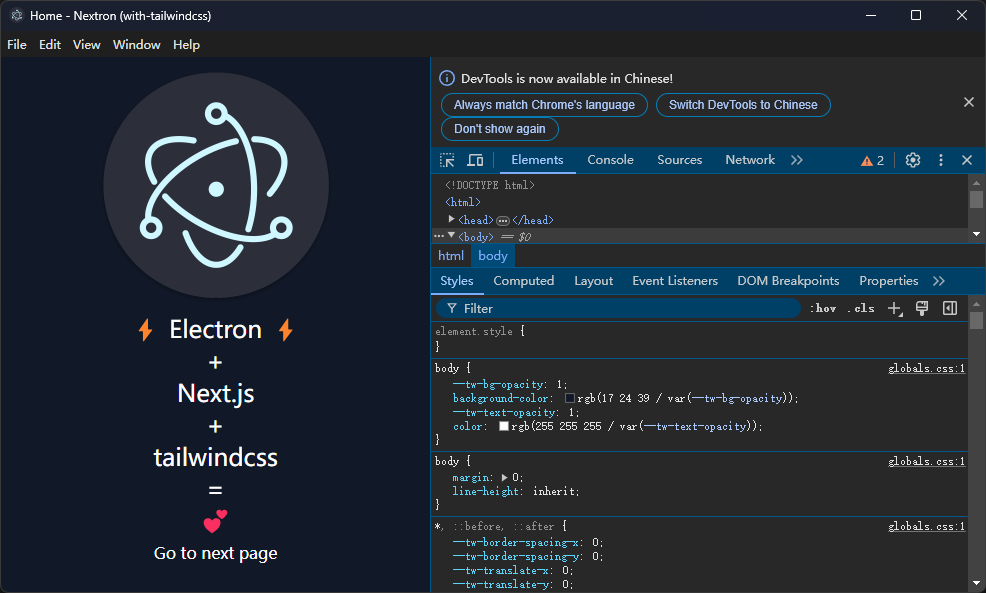 Home - Nextron (with-tailwindcss)
File Edit View Window Help
⚡ Electron ⚡
+
Next.js
+
tailwindcss
=
💕
Go to next page
DevTools is now available in Chinese!
Always match Chrome's language Switch DevTools to Chinese
Don't show again
Elements Console Sources Network >> 2
<!DOCTYPE html>
<html>
<head> ••• </head>
••• <body> == $0
html body
Styles Computed Layout Event Listeners DOM Breakpoints Properties >>
Filter :hov .cls
element.style {
}
body { globals.css:1
--tw-bg-opacity: 1;
background-color: rgb(17 24 39 / var(--tw-bg-opacity));
--tw-text-opacity: 1;
color: rgb(255 255 255 / var(--tw-text-opacity));
}
body { globals.css:1
margin: 0;
line-height: inherit;
}
*, ::before, ::after { globals.css:1
--tw-border-spacing-x: 0;
--tw-border-spacing-y: 0;
--tw-translate-x: 0;
--tw-translate-y: 0;